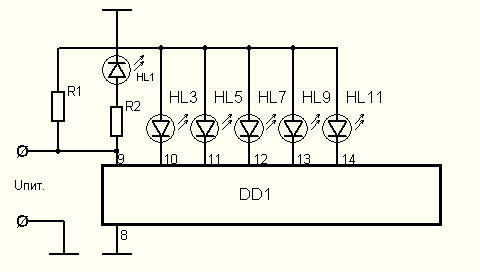 HL1
R1
R2
HL3 HL5 HL7 HL9 HL11
9 10 11 12 13 14
Uпит.
DD1
8